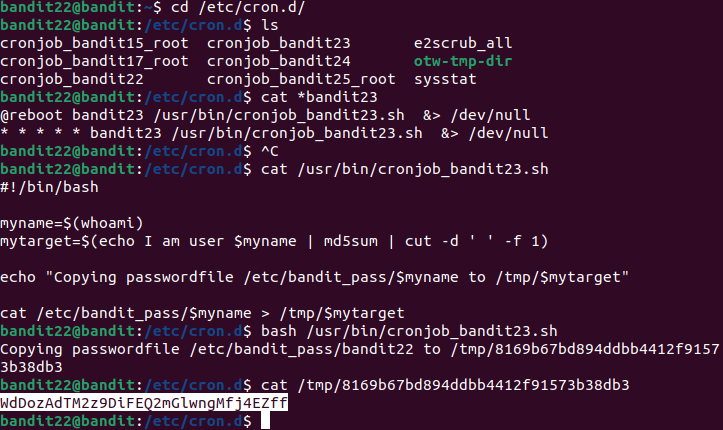 bandit22@bandit:~$ cd /etc/cron.d/
bandit22@bandit:/etc/cron.d$ ls
cronjob_bandit15_root  cronjob_bandit23       e2scrub_all
cronjob_bandit17_root  cronjob_bandit24       otw-tmp-dir
cronjob_bandit22       cronjob_bandit25_root  sysstat
bandit22@bandit:/etc/cron.d$ cat *bandit23
@reboot bandit23 /usr/bin/cronjob_bandit23.sh  &> /dev/null
* * * * * bandit23 /usr/bin/cronjob_bandit23.sh  &> /dev/null
bandit22@bandit:/etc/cron.d$ ^C
bandit22@bandit:/etc/cron.d$ cat /usr/bin/cronjob_bandit23.sh
#!/bin/bash
myname=$(whoami)
mytarget=$(echo I am user $myname | md5sum | cut -d ' ' -f 1)
echo "Copying passwordfile /etc/bandit_pass/$myname to /tmp/$mytarget"
cat /etc/bandit_pass/$myname > /tmp/$mytarget
bandit22@bandit:/etc/cron.d$ bash /usr/bin/cronjob_bandit23.sh
Copying passwordfile /etc/bandit_pass/bandit22 to /tmp/8169b67bd894ddbb4412f9157
3b38db3
bandit22@bandit:/etc/cron.d$ cat /tmp/8169b67bd894ddbb4412f91573b38db3
WdDozAdTM2z9DiFEQ2mGlwngMfj4EZff
bandit22@bandit:/etc/cron.d$